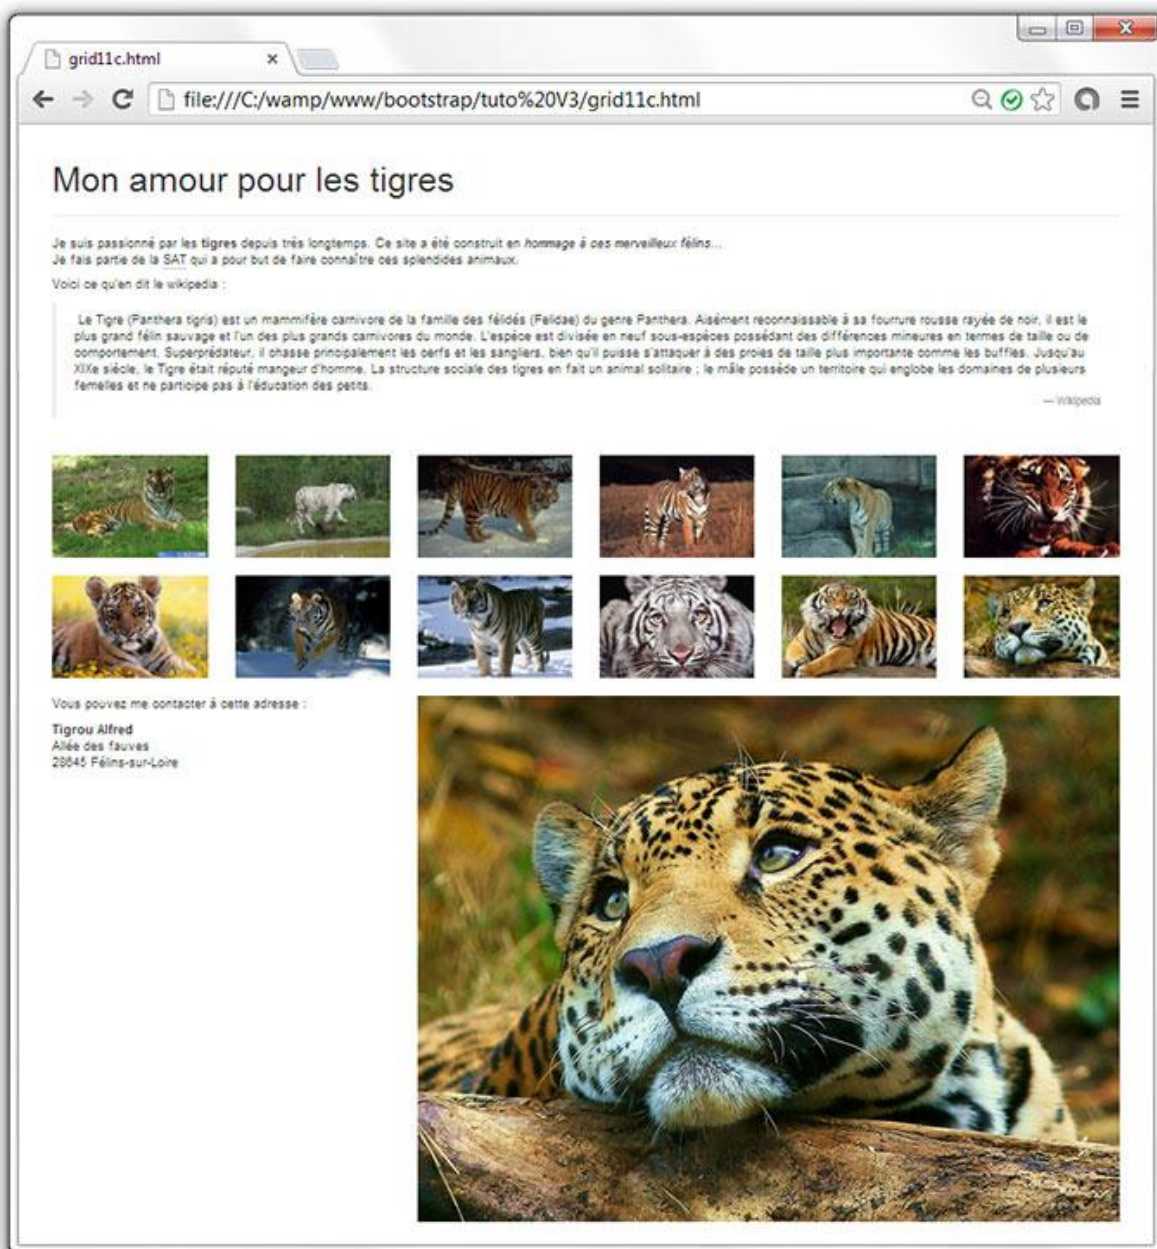 grid11c.html
file:///C:/wamp/www/bootstrap/tuto%20V3/grid11c.html
Mon amour pour les tigres
Je suis passionné par les tigres depuis très longtemps. Ce site a été construit en hommage à ces merveilleux félins...
Je fais partie de la SAT qui a pour but de faire connaître ces splendides animaux.
Voici ce qu'en dit le wikipedia :
Le Tigre (Panthera tigris) est un mammifère carnivore de la famille des félidés (Felidae) du genre Panthera. Aisément reconnaissable à sa fourrure rousse rayée de noir, il est le
plus grand félin sauvage et l'un des plus grands carnivores du monde. L'espèce est divisée en neuf sous-espèces possédant des différences mineures en termes de taille ou de
comportement. Superprédateur, il chasse principalement les cerfs et les sangliers, bien qu'il puisse s'attaquer à des proies de taille plus importante comme les buffles. Jusqu'au
XIXe siècle, le Tigre était réputé mangeur d'homme. La structure sociale des tigres en fait un animal solitaire ; le mâle possède un territoire qui englobe les domaines de plusieurs
femelles et ne participe pas à l'éducation des petits.
— Wikipedia
Vous pouvez me contacter à cette adresse :
Tigrou Alfred
Allée des fauves
28645 Félins-sur-Loire